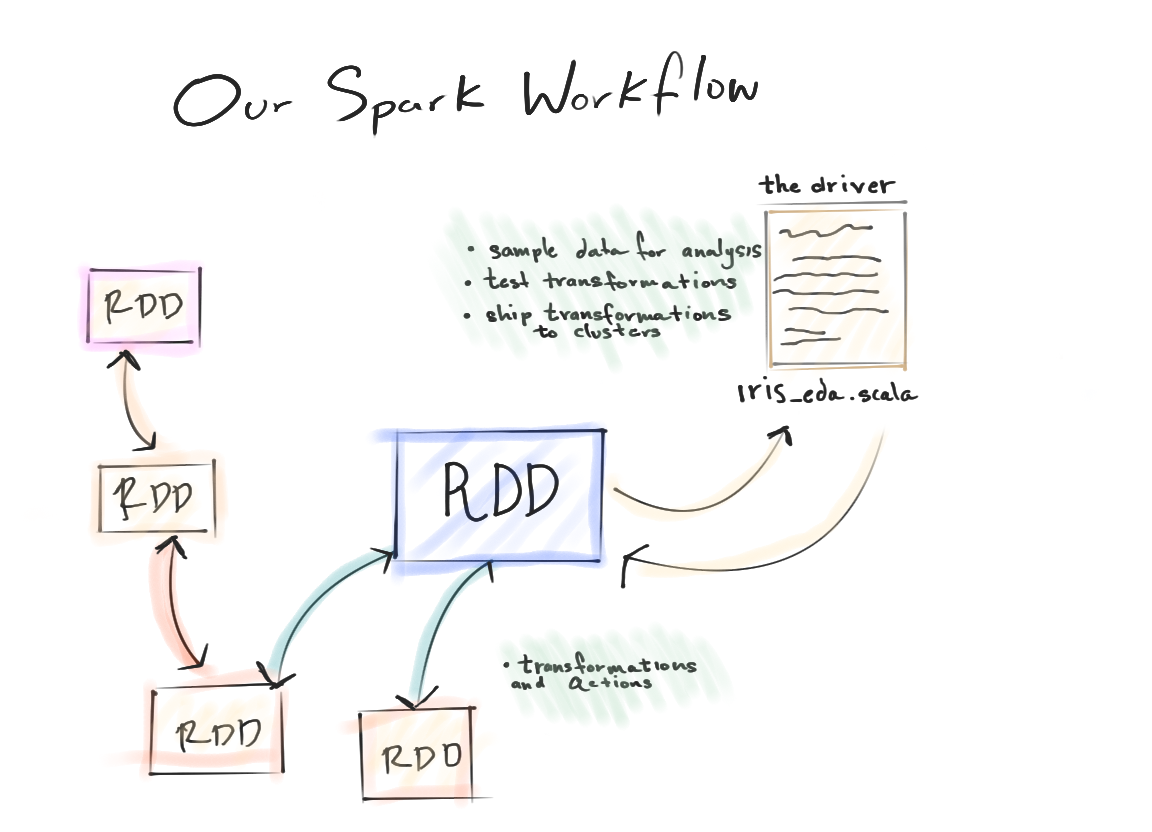 Our Spark Workflow
the driver
• sample data for analysis
• test transformations
• ship transformations
to clusters
iris_eda.scala
RDD
RDD
RDD
• transformations
and actions
RDD
RDD